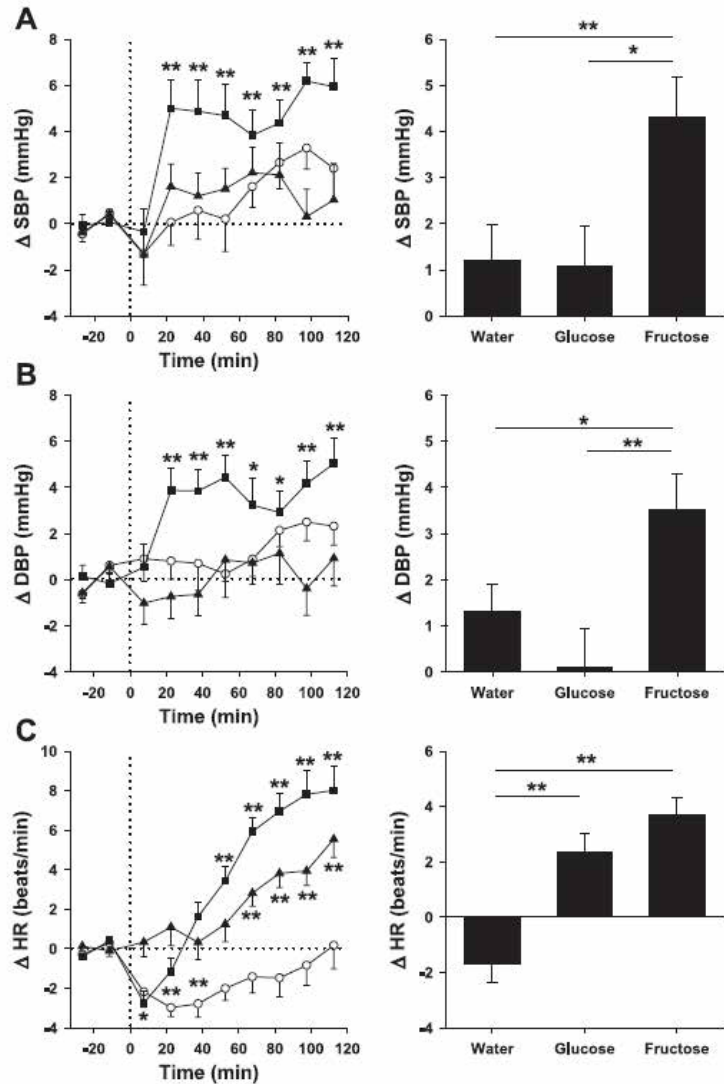 A
Δ SBP (mmHg)
8
6
4
2
0
-2
-4
** ** ** ** ** ** **
-20 0 20 40 60 80 100 120
Time (min)
Δ SBP (mmHg)
6
5
4
3
2
1
0
**
*
Water Glucose Fructose
B
Δ DBP (mmHg)
8
6
4
2
0
-2
-4
** ** ** * * ** **
-20 0 20 40 60 80 100 120
Time (min)
Δ DBP (mmHg)
6
5
4
3
2
1
0
*
**
Water Glucose Fructose
C
Δ HR (beats/min)
10
8
6
4
2
0
-2
-4
** ** ** ** **
** ** ** **
* ** **
-20 0 20 40 60 80 100 120
Time (min)
Δ HR (beats/min)
6
4
2
0
-2
-4
**
**
Water Glucose Fructose